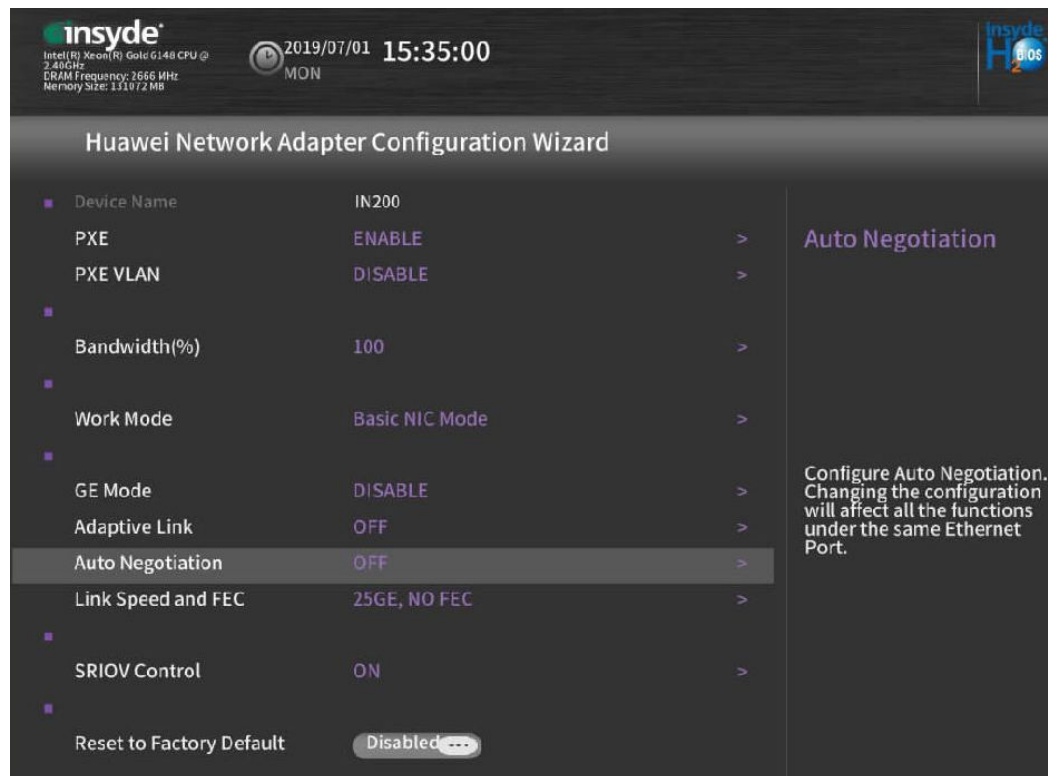 insyde
Intel(R) Xeon(R) Gold 6148 CPU @
2.40GHz
DRAM Frequency: 2666 MHz
Memory Size: 131072 MB
2019/07/01 15:35:00
MON
insyde
H2O BIOS
Huawei Network Adapter Configuration Wizard
Device Name IN200
PXE ENABLE >
PXE VLAN DISABLE >
Bandwidth(%) 100 >
Work Mode Basic NIC Mode >
GE Mode DISABLE >
Adaptive Link OFF >
Auto Negotiation OFF >
Link Speed and FEC 25GE, NO FEC >
SRIOV Control ON >
Reset to Factory Default Disabled ---
Auto Negotiation
Configure Auto Negotiation.
Changing the configuration
will affect all the functions
under the same Ethernet
Port.